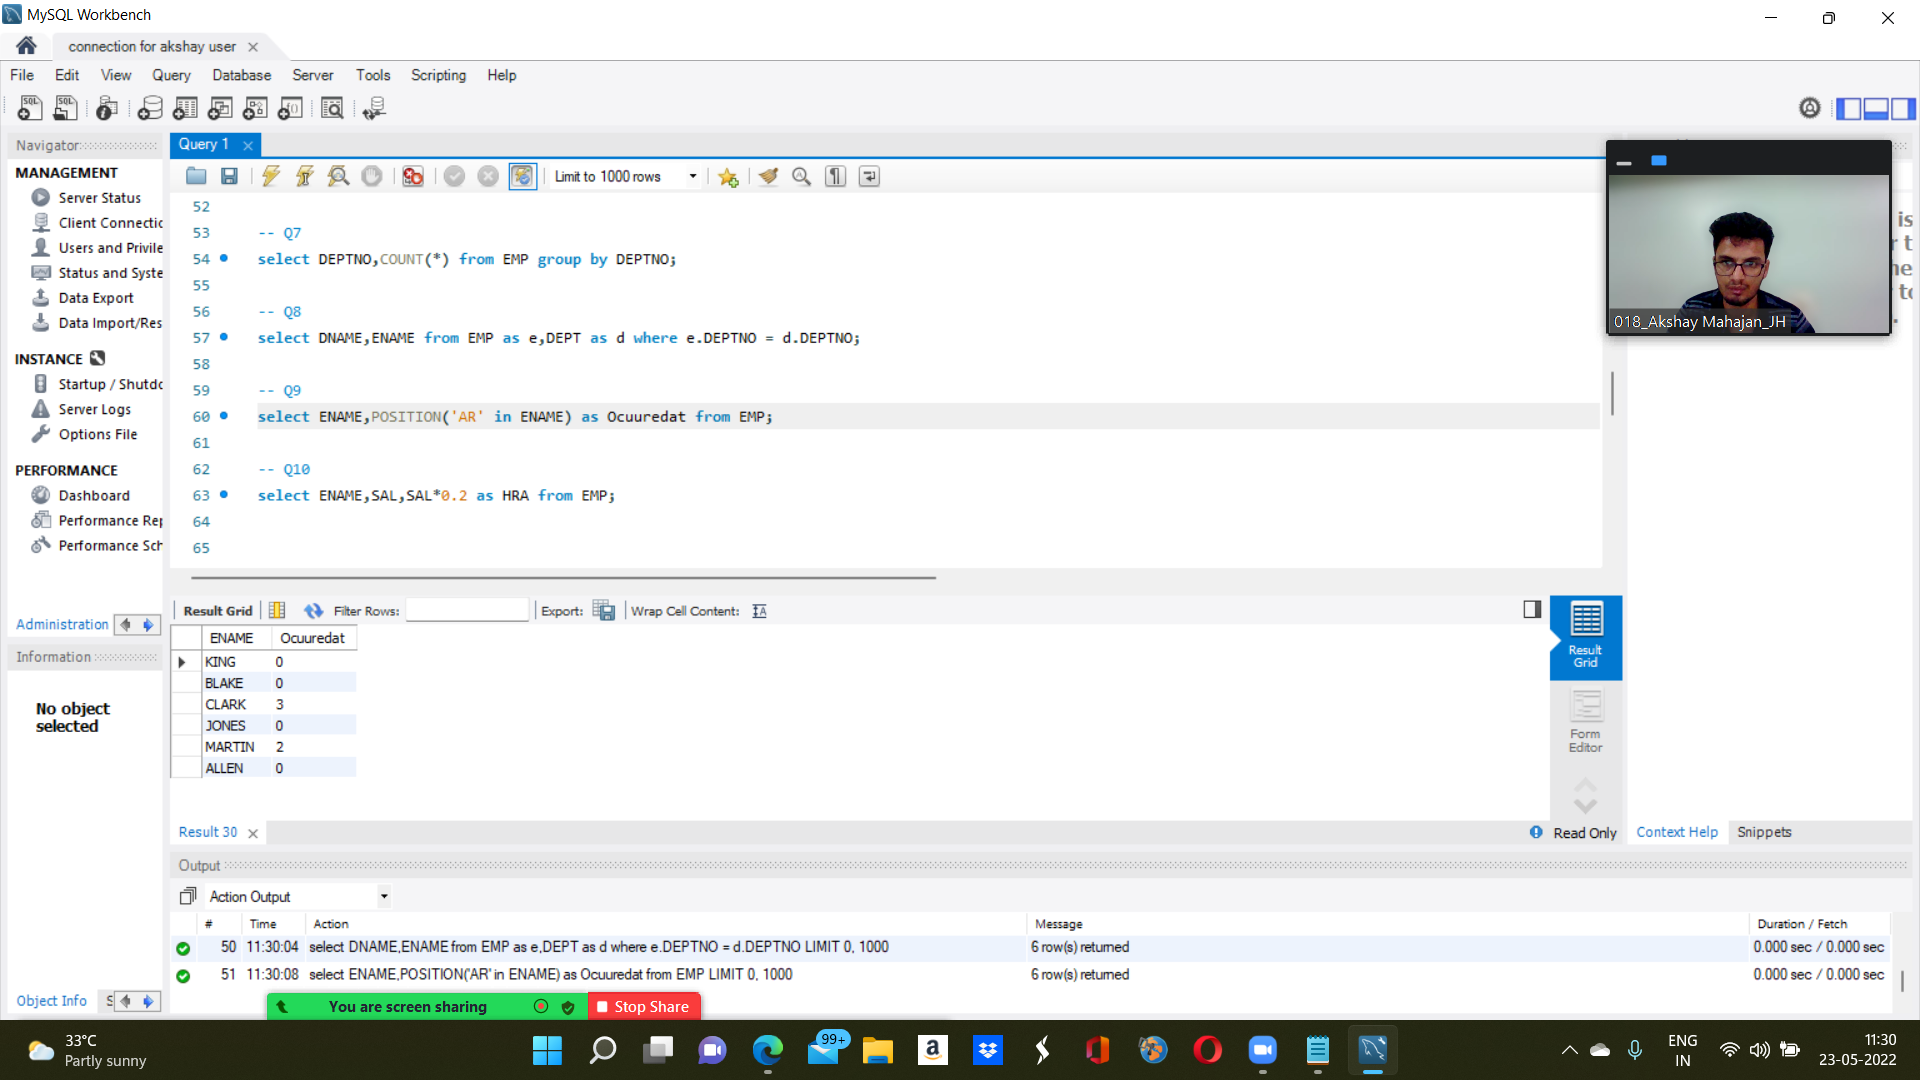 MySQL Workbench
connection for akshay user
File Edit View Query Database Server Tools Scripting Help
Navigator
MANAGEMENT
Server Status
Client Connectic
Users and Privile
Status and Syste
Data Export
Data Import/Res
INSTANCE
Startup / Shutdo
Server Logs
Options File
PERFORMANCE
Dashboard
Performance Rep
Performance Sch
Administration
Information
No object
selected
Object Info S
Query 1
Limit to 1000 rows
52
53 -- Q7
54 select DEPTNO,COUNT(*) from EMP group by DEPTNO;
55
56 -- Q8
57 select DNAME,ENAME from EMP as e,DEPT as d where e.DEPTNO = d.DEPTNO;
58
59 -- Q9
60 select ENAME,POSITION('AR' in ENAME) as Ocuuredat from EMP;
61
62 -- Q10
63 select ENAME,SAL,SAL*0.2 as HRA from EMP;
64
65
018_Akshay Mahajan_JH
Result Grid Filter Rows: Export: Wrap Cell Content:
ENAME Ocuuredat
KING 0
BLAKE 0
CLARK 3
JONES 0
MARTIN 2
ALLEN 0
Result
Grid
Form
Editor
Result 30
Read Only
Context Help Snippets
Output
Action Output
# Time Action Message Duration / Fetch
50 11:30:04 select DNAME,ENAME from EMP as e,DEPT as d where e.DEPTNO = d.DEPTNO LIMIT 0, 1000 6 row(s) returned 0.000 sec / 0.000 sec
51 11:30:08 select ENAME,POSITION('AR' in ENAME) as Ocuuredat from EMP LIMIT 0, 1000 6 row(s) returned 0.000 sec / 0.000 sec
You are screen sharing Stop Share
33°C
Partly sunny
99+
ENG
IN
11:30
23-05-2022